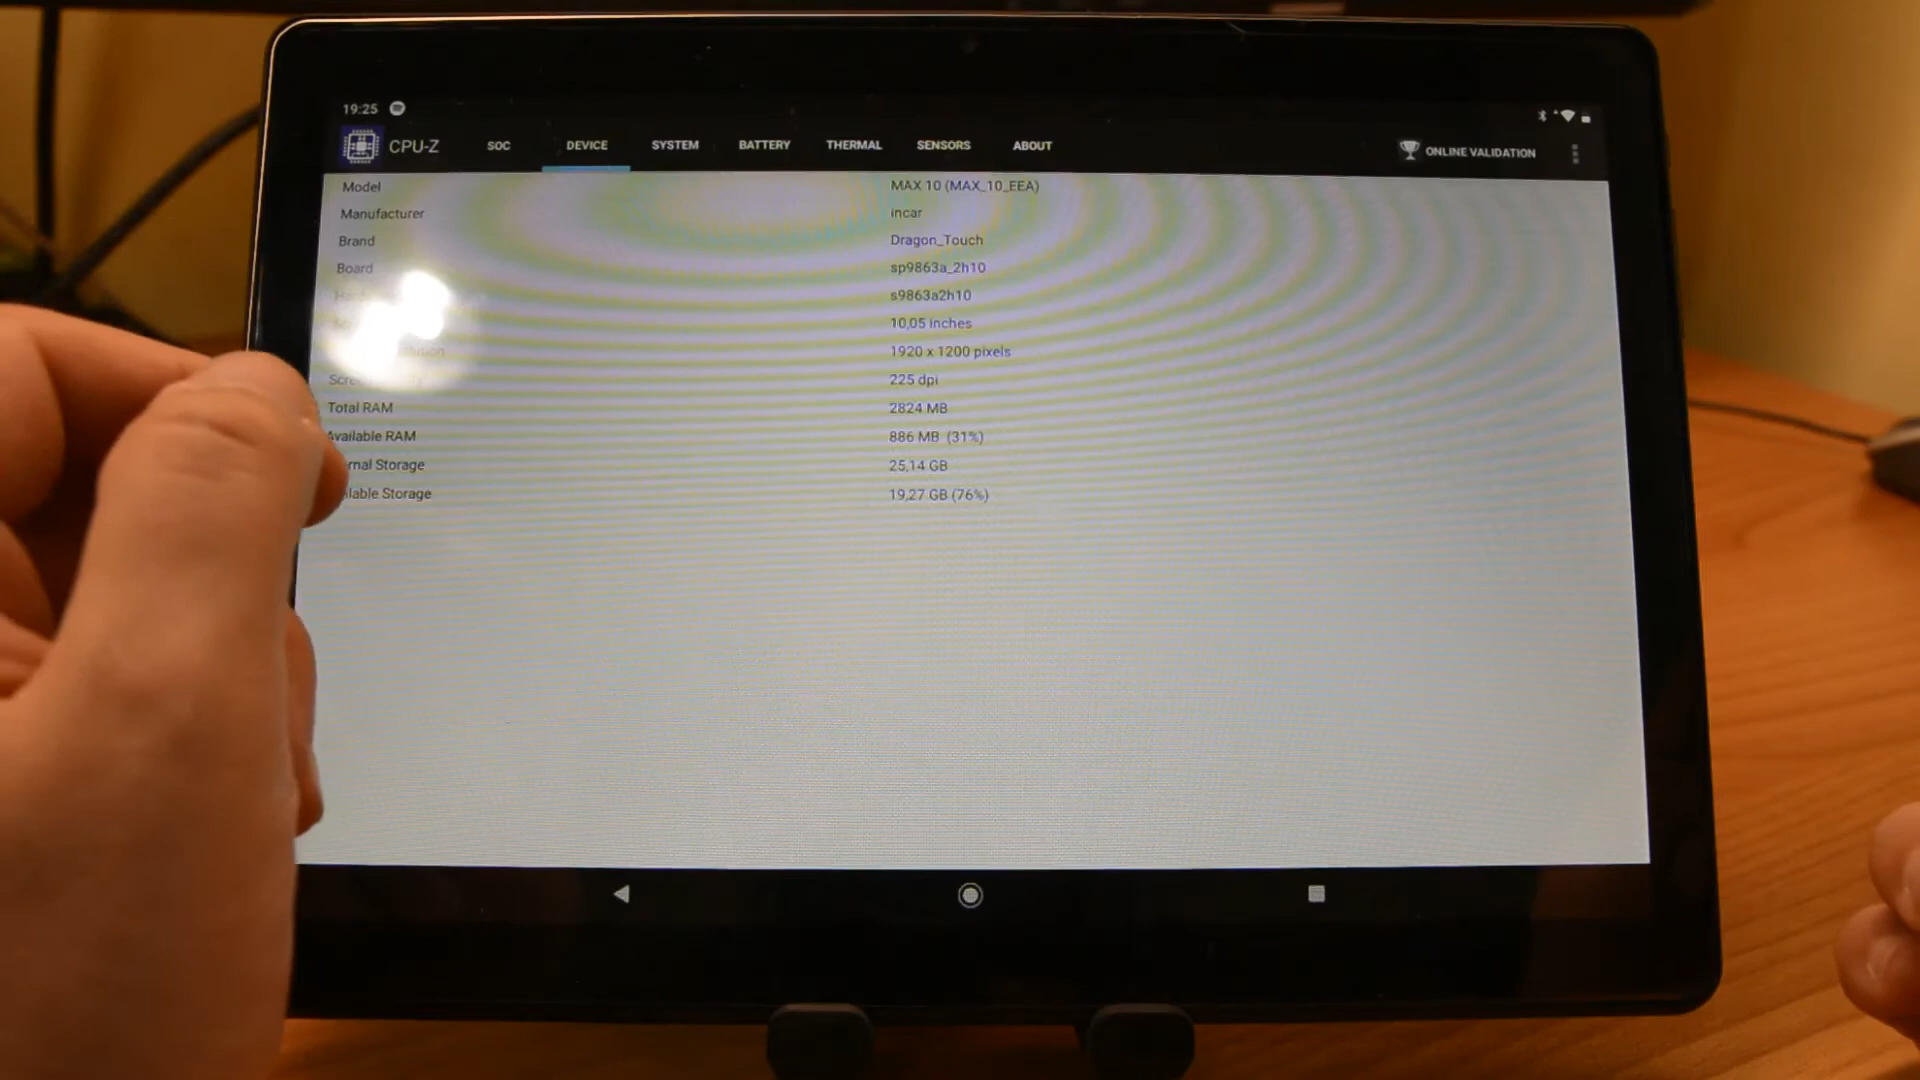 19:25
CPU-Z SOC DEVICE SYSTEM BATTERY THERMAL SENSORS ABOUT ONLINE VALIDATION
Model MAX 10 (MAX_10_EEA)
Manufacturer incar
Brand Dragon_Touch
Board sp9863a_2h10
s9863a2h10
10,05 inches
1920 x 1200 pixels
225 dpi
Total RAM 2824 MB
Available RAM 886 MB (31%)
Storage 25,14 GB
Storage 19,27 GB (76%)